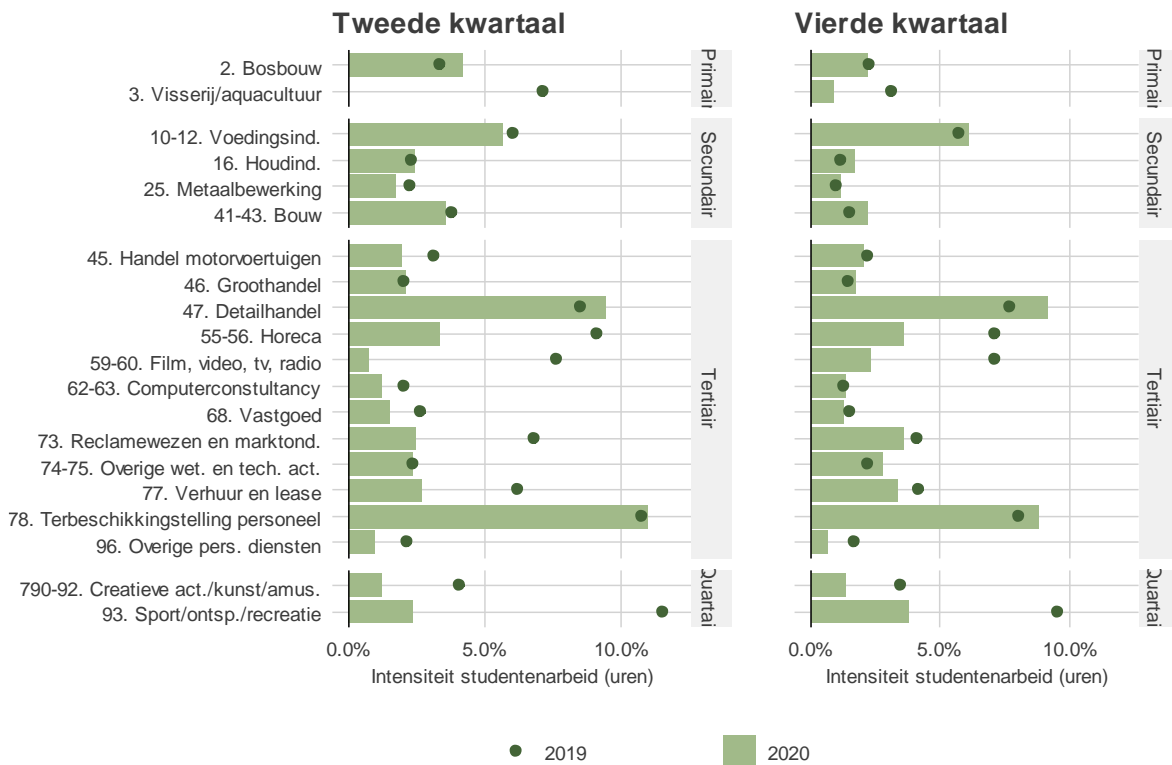 Tweede kwartaal
Vierde kwartaal
2. Bosbouw
3. Visserij/aquacultuur
Primair
Primair
10-12. Voedingsind.
16. Houdind.
25. Metaalbewerking
41-43. Bouw
Secundair
Secundair
45. Handel motorvoertuigen
46. Groothandel
47. Detailhandel
55-56. Horeca
59-60. Film, video, tv, radio
62-63. Computerconstultancy
68. Vastgoed
73. Reclamewezen en marktond.
74-75. Overige wet. en tech. act.
77. Verhuur en lease
78. Terbeschikkingstelling personeel
96. Overige pers. diensten
Tertiair
Tertiair
790-92. Creatieve act./kunst/amus.
93. Sport/ontsp./recreatie
Quartai
Quartai
0.0% 5.0% 10.0%
0.0% 5.0% 10.0%
Intensiteit studentenarbeid (uren)
Intensiteit studentenarbeid (uren)
2019 2020